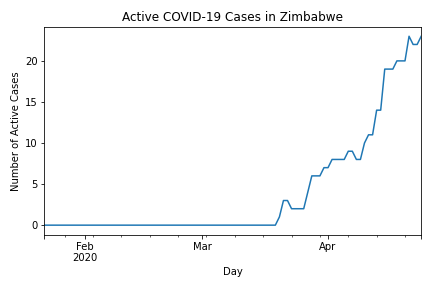 Active COVID-19 Cases in Zimbabwe
Number of Active Cases
20
15
10
5
0
Feb
2020
Mar
Apr
Day